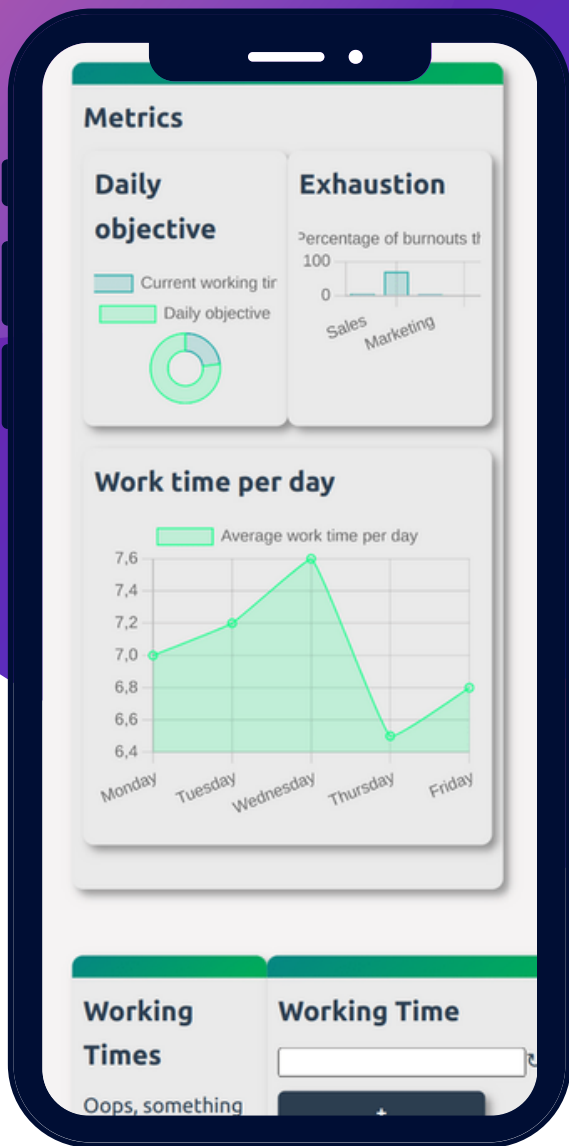 Metrics
Daily
objective
Current working tir
Daily objective
Exhaustion
Percentage of burnouts th
100
0
Sales
Marketing
Work time per day
Average work time per day
7,6
7,4
7,2
7,0
6,8
6,6
6,4
Monday
Tuesday
Wednesday
Thursday
Friday
Working
Times
Oops, something
Working Time
↻
+